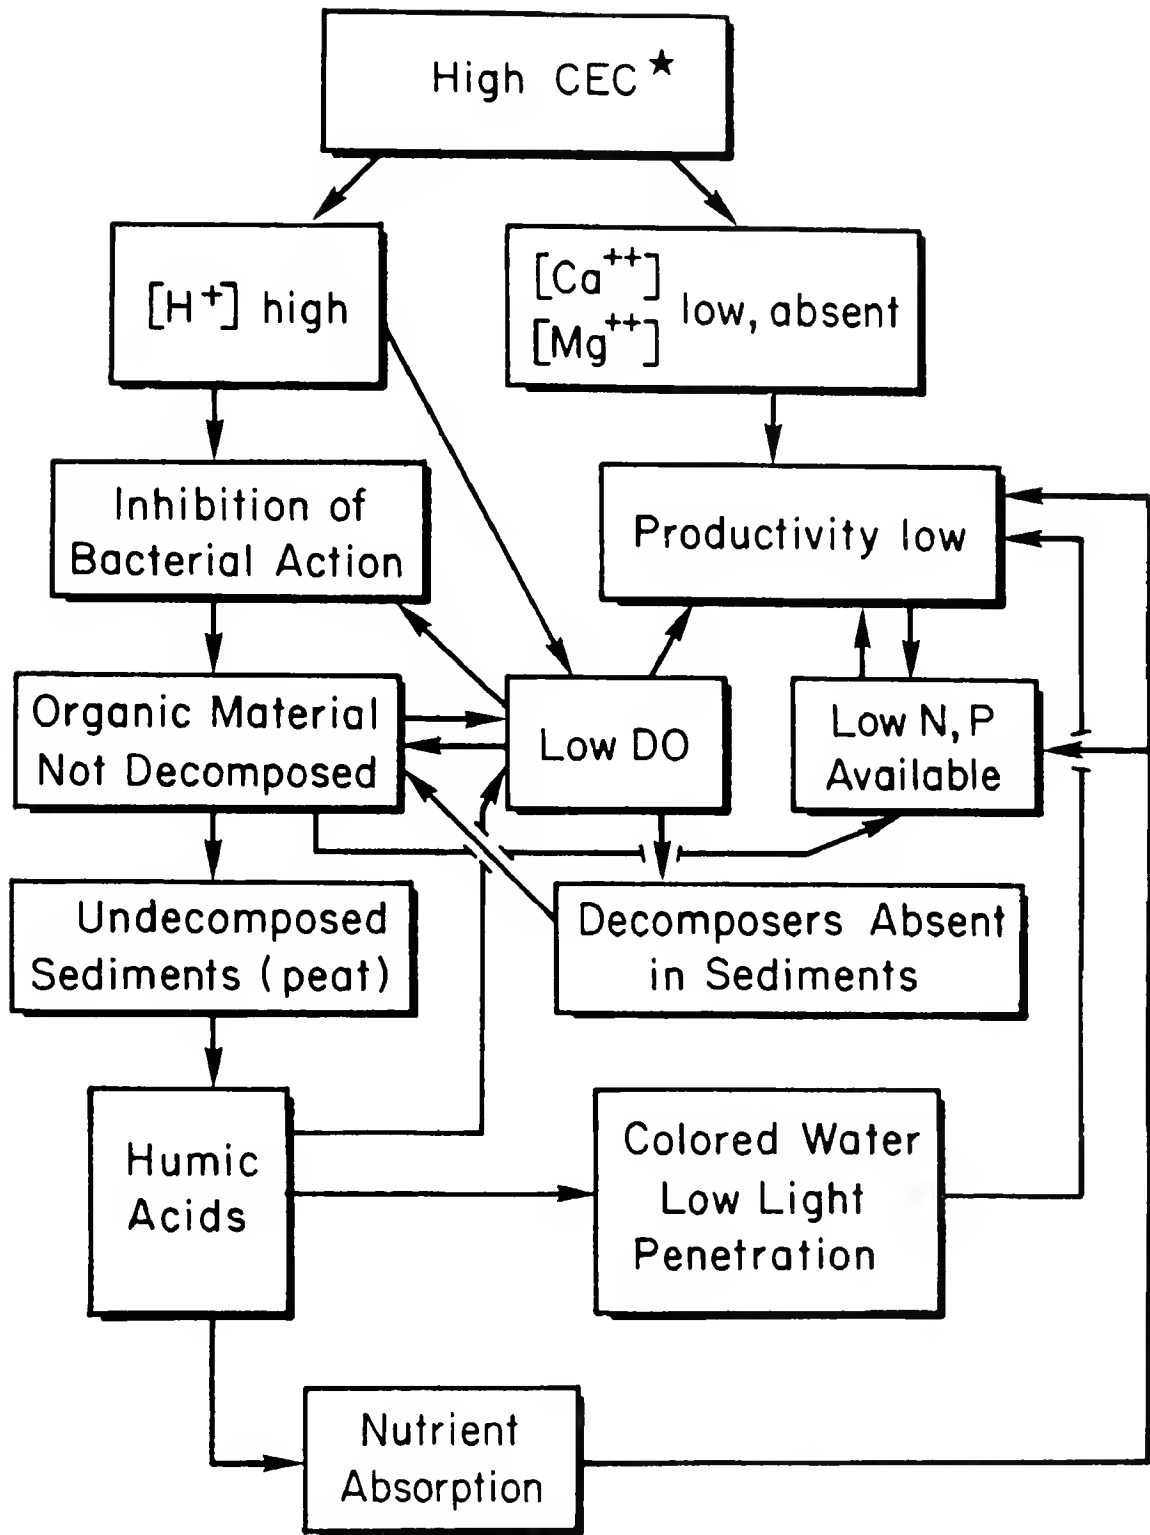 High CEC★
[H+] high
[Ca++]
[Mg++]
low, absent
Inhibition of
Bacterial Action
Productivity low
Organic Material
Not Decomposed
Low DO
Low N, P
Available
Undecomposed
Sediments (peat)
Decomposers Absent
in Sediments
Humic
Acids
Colored Water
Low Light
Penetration
Nutrient
Absorption